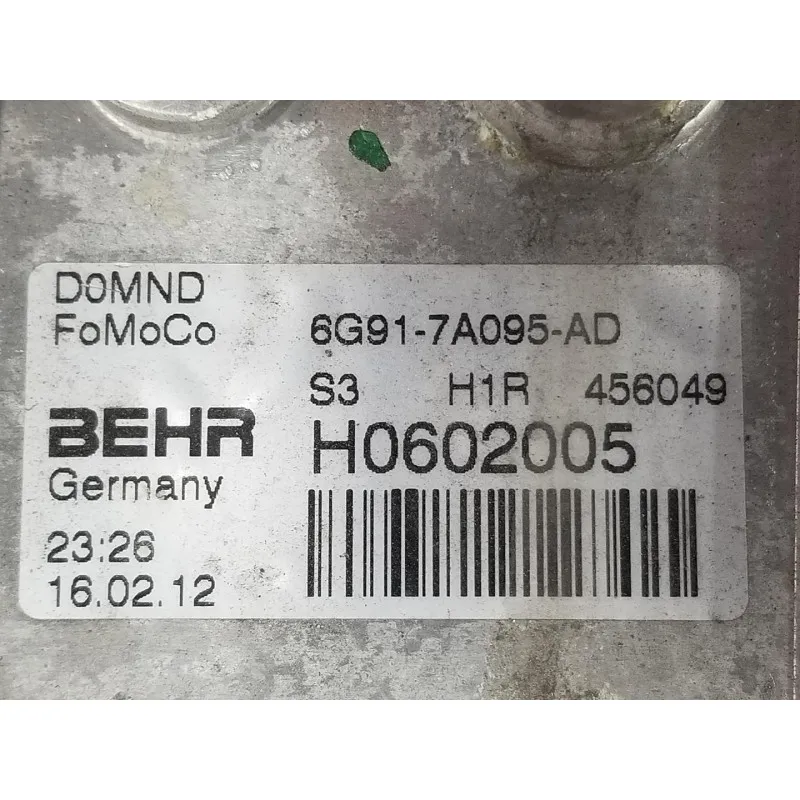 D0MND
FoMoCo 6G91-7A095-AD
S3 H1R 456049
BEHR H0602005
Germany
23:26
16.02.12